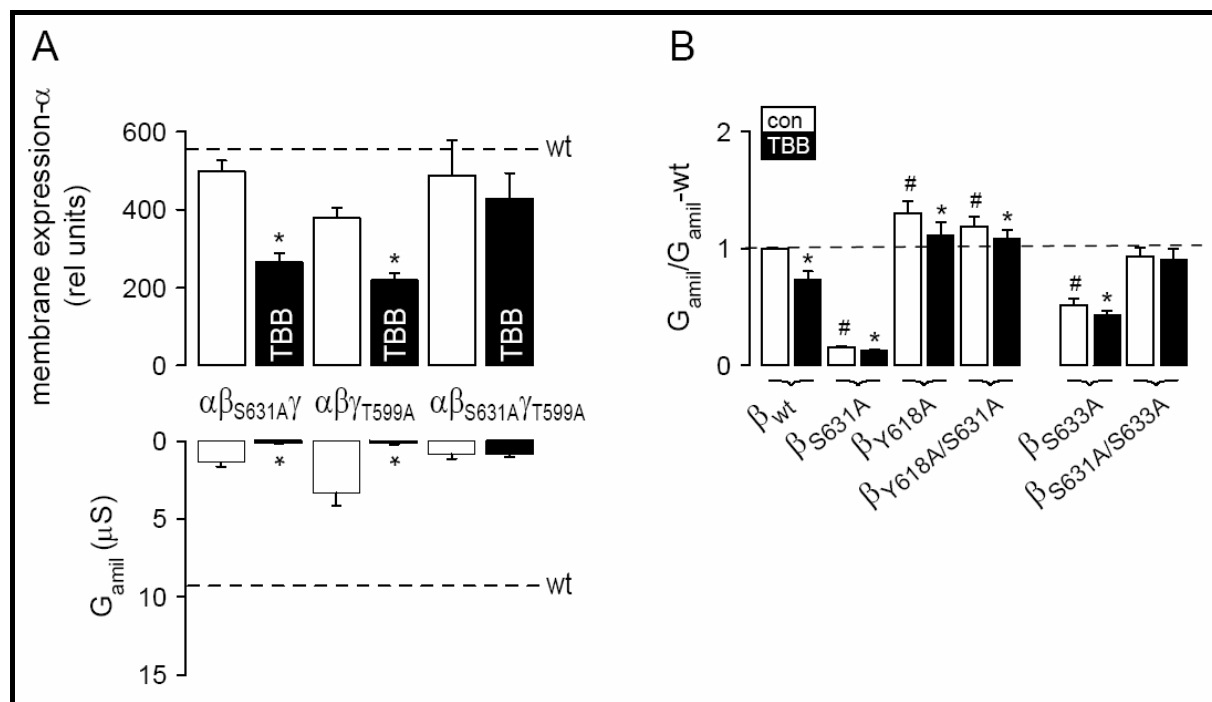 A
membrane expression-α
(rel units)
600
400
200
0
wt
*
TBB
*
TBB
TBB
αβS631Aγ
αβγT599A
αβS631AγT599A
Gamil (µS)
0
5
10
15
*
*
wt
B
Gamil/Gamil-wt
2
1
0
con
TBB
*
#
*
#
*
#
*
#
*
βwt
βS631A
βY618A
βY618A/S631A
βS633A
βS631A/S633A